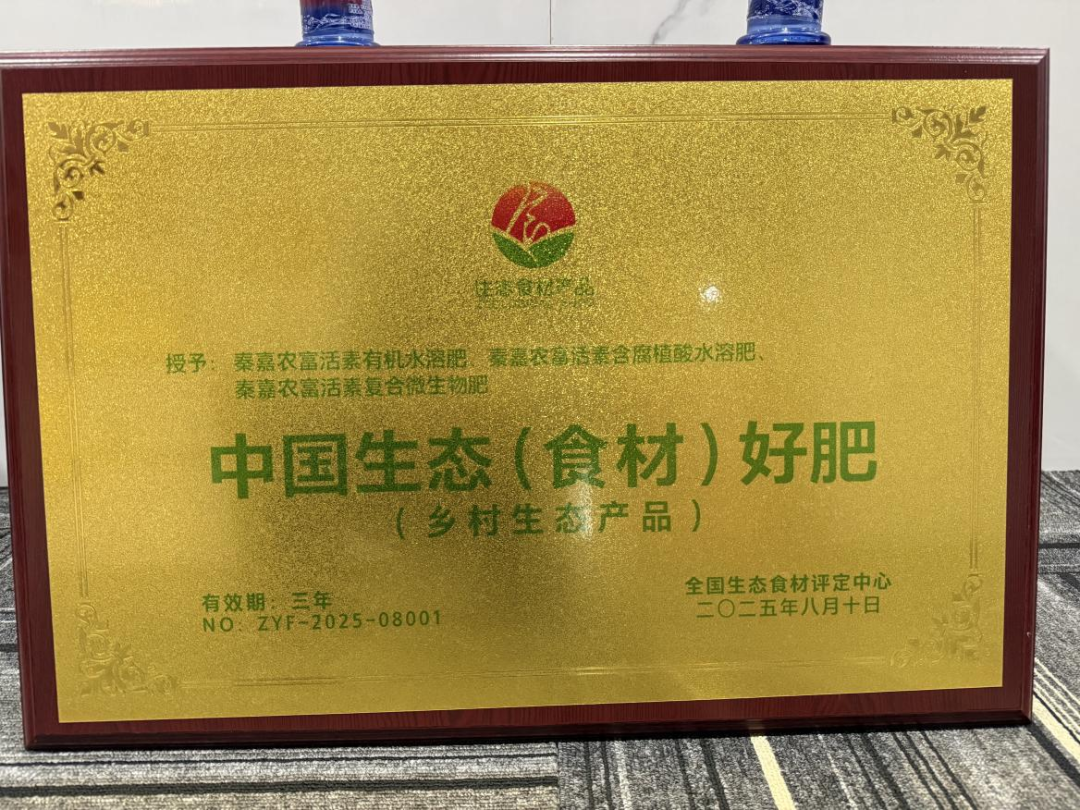 生态食材产品
授予： 秦嘉农富活素有机水溶肥、秦嘉农富活素含腐植酸水溶肥、
秦嘉农富活素复合微生物肥
中国生态（食材）好肥
（乡村生态产品）
有效期：三年
NO：ZYF-2025-08001
全国生态食材评定中心
二〇二五年八月十日